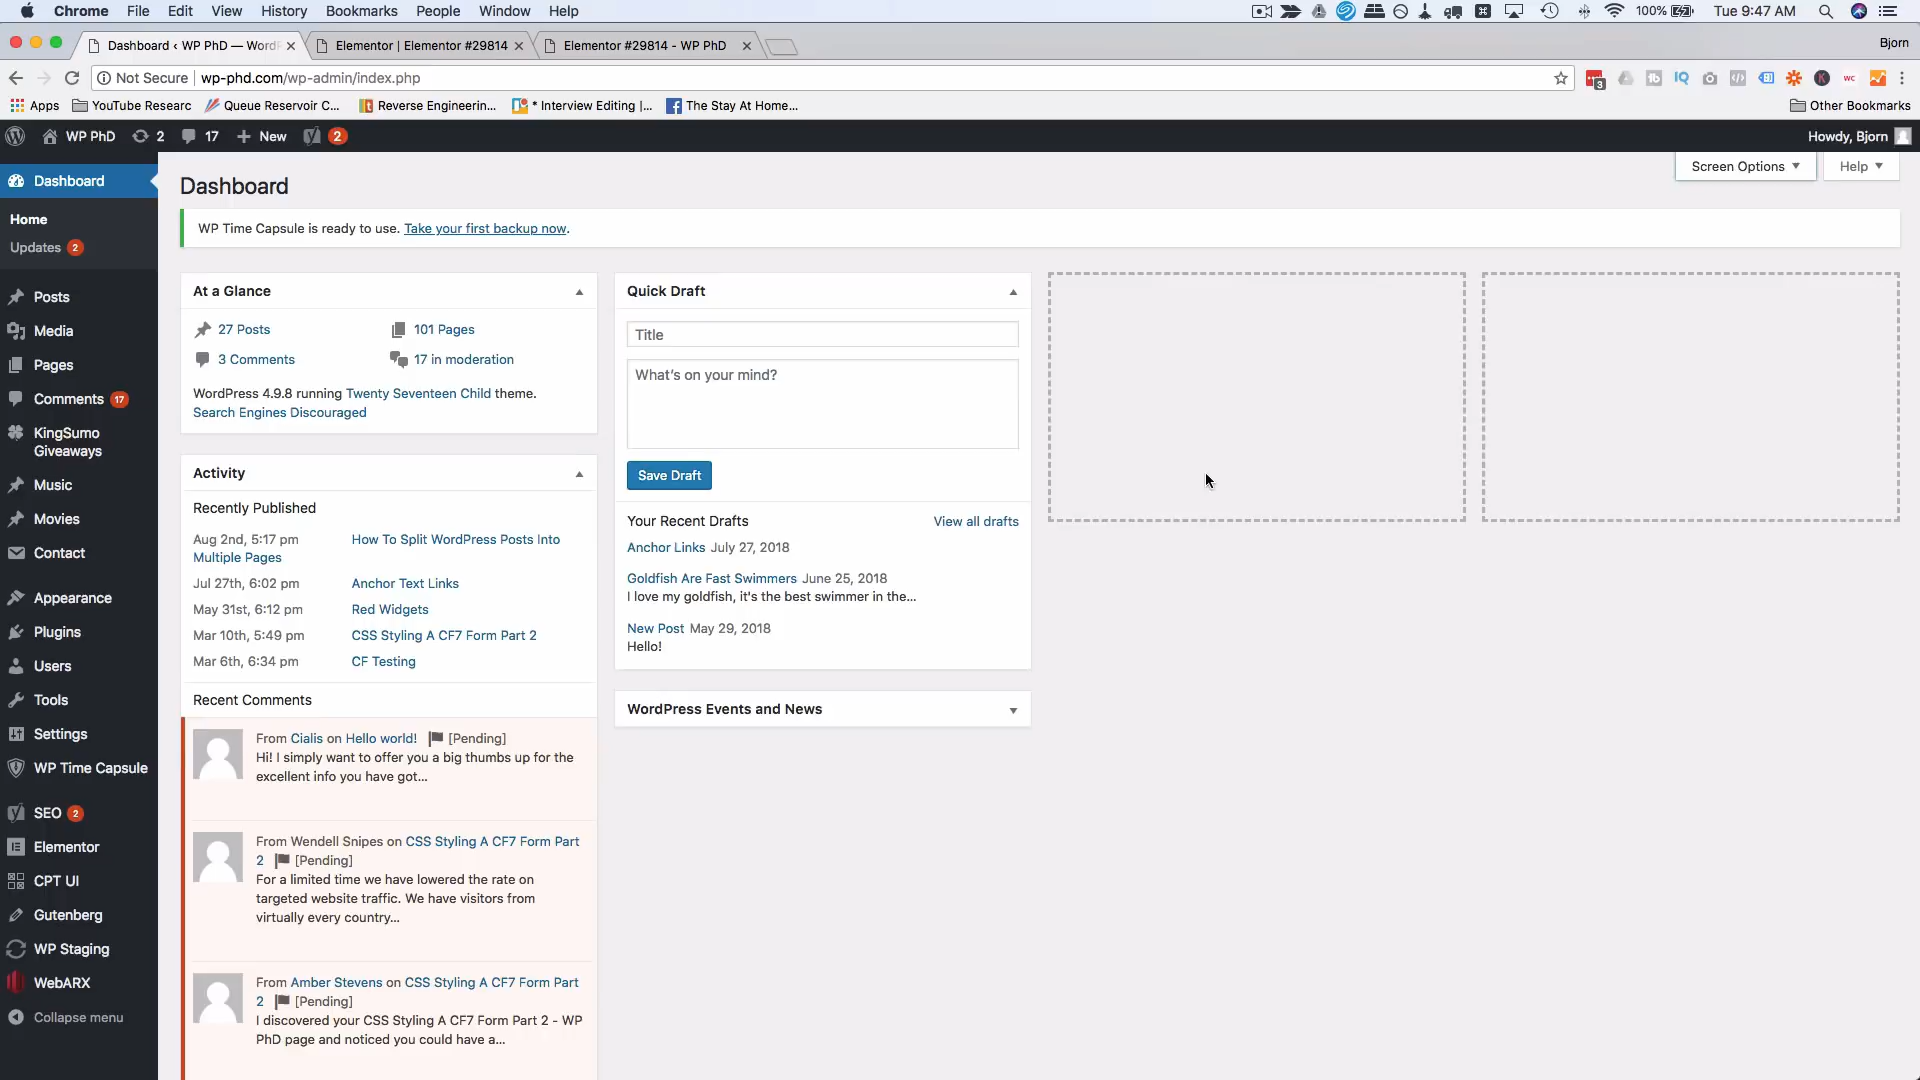 Chrome File Edit View History Bookmarks People Window Help 100% Tue 9:47 AM
Dashboard ‹ WP PhD — WordP Elementor | Elementor #29814 Elementor #29814 - WP PhD Bjorn
Not Secure wp-phd.com/wp-admin/index.php 3
Apps YouTube Researc Queue Reservoir C... Reverse Engineerin... * Interview Editing |... The Stay At Home... Other Bookmarks
WP PhD 2 17 + New 2 Howdy, Bjorn
Dashboard
Home
Updates 2
Posts
Media
Pages
Comments 17
KingSumo
Giveaways
Music
Movies
Contact
Appearance
Plugins
Users
Tools
Settings
WP Time Capsule
SEO 2
Elementor
CPT UI
Gutenberg
WP Staging
WebARX
Collapse menu
Screen Options Help
Dashboard
WP Time Capsule is ready to use. Take your first backup now.
At a Glance
27 Posts 101 Pages
3 Comments 17 in moderation
WordPress 4.9.8 running Twenty Seventeen Child theme.
Search Engines Discouraged
Activity
Recently Published
Aug 2nd, 5:17 pm How To Split WordPress Posts Into
Multiple Pages
Jul 27th, 6:02 pm Anchor Text Links
May 31st, 6:12 pm Red Widgets
Mar 10th, 5:49 pm CSS Styling A CF7 Form Part 2
Mar 6th, 6:34 pm CF Testing
Recent Comments
From Cialis on Hello world! [Pending]
Hi! I simply want to offer you a big thumbs up for the
excellent info you have got...
From Wendell Snipes on CSS Styling A CF7 Form Part
2 [Pending]
For a limited time we have lowered the rate on
targeted website traffic. We have visitors from
virtually every country...
From Amber Stevens on CSS Styling A CF7 Form Part
2 [Pending]
I discovered your CSS Styling A CF7 Form Part 2 - WP
PhD page and noticed you could have a...
Quick Draft
Title
What's on your mind?
Save Draft
Your Recent Drafts View all drafts
Anchor Links July 27, 2018
Goldfish Are Fast Swimmers June 25, 2018
I love my goldfish, it's the best swimmer in the...
New Post May 29, 2018
Hello!
WordPress Events and News